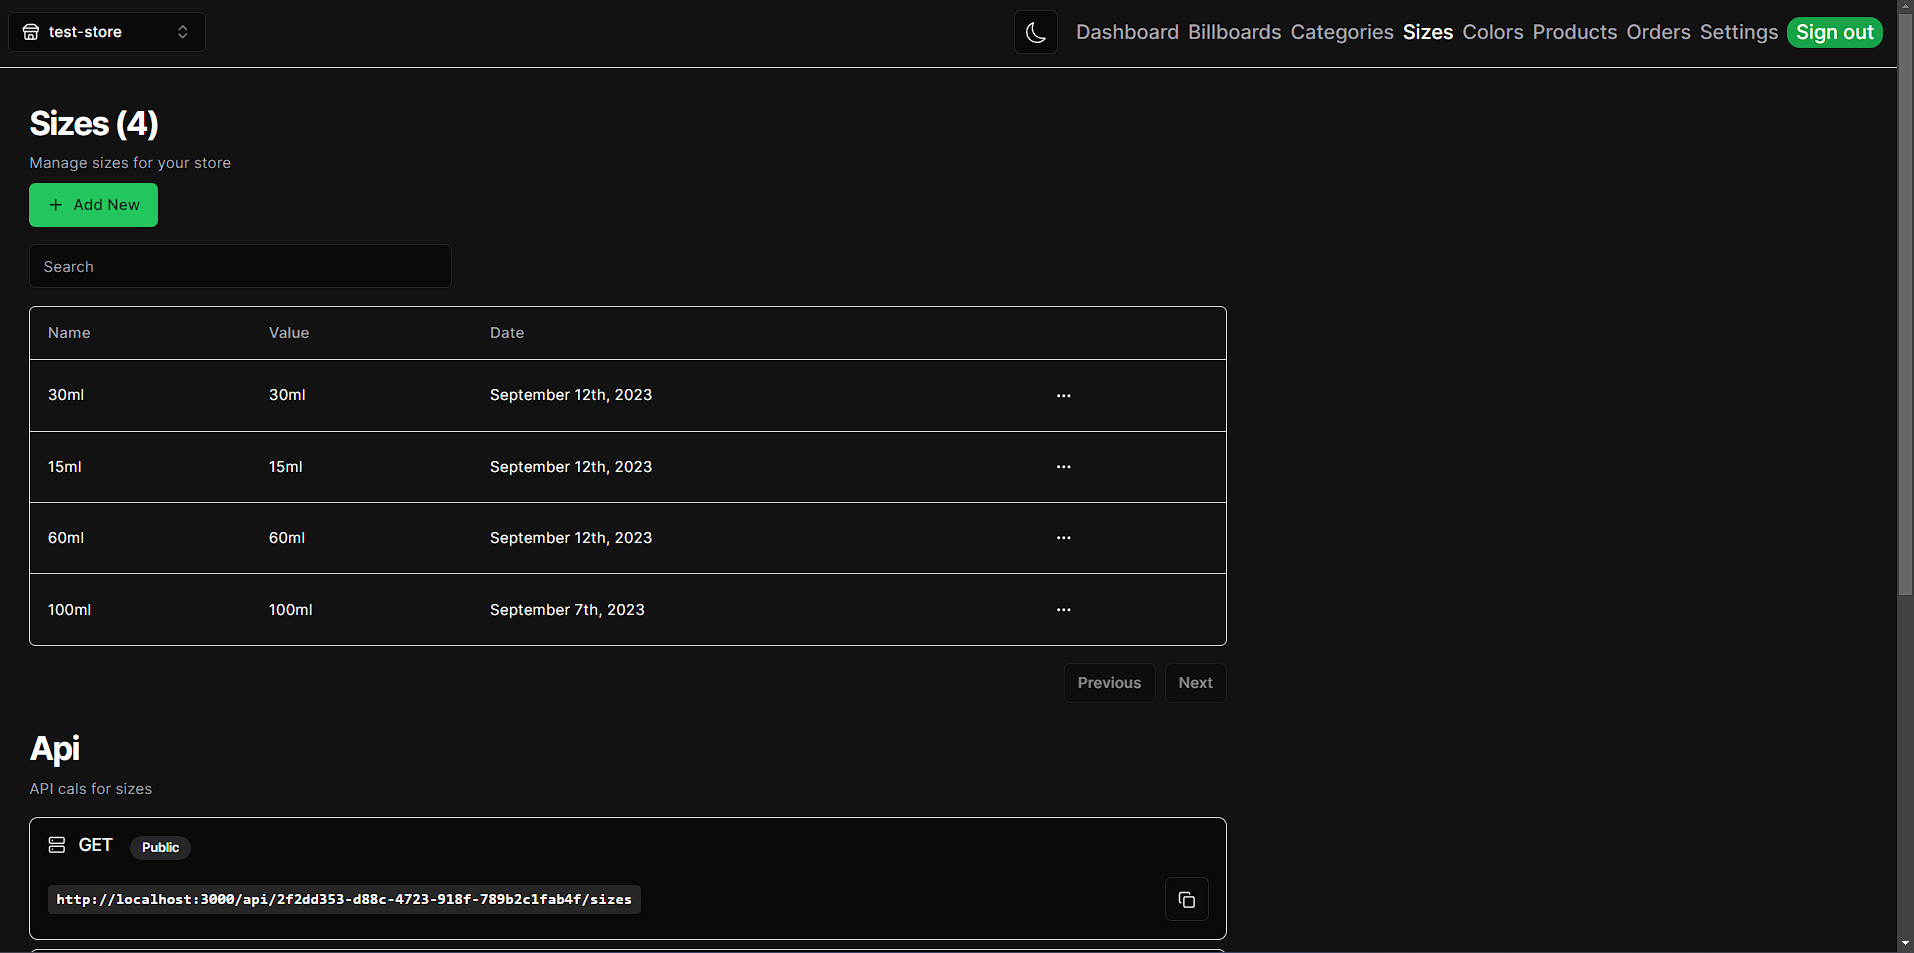 test-store
Dashboard Billboards Categories Sizes Colors Products Orders Settings Sign out
Sizes (4)
Manage sizes for your store
+ Add New
Search
Name Value Date
30ml 30ml September 12th, 2023 ...
15ml 15ml September 12th, 2023 ...
60ml 60ml September 12th, 2023 ...
100ml 100ml September 7th, 2023 ...
Previous Next
Api
API cals for sizes
GET Public
http://localhost:3000/api/2f2dd353-d88c-4723-918f-789b2c1fab4f/sizes